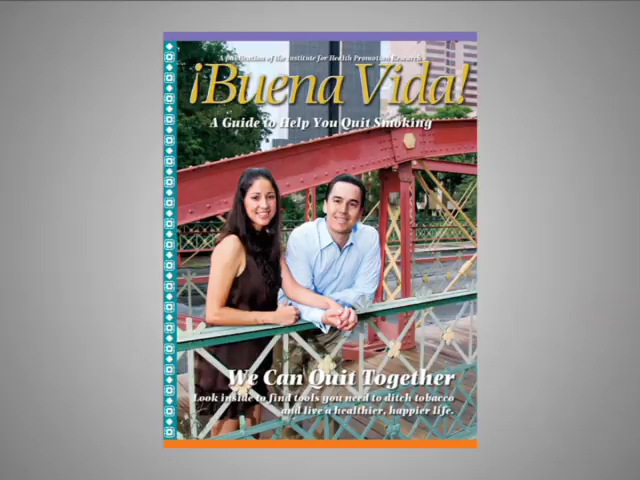 A publication of the Institute for Health Promotion Research
¡Buena Vida!
A Guide to Help You Quit Smoking
We Can Quit Together
Look inside to find tools you need to ditch tobacco
and live a healthier, happier life.